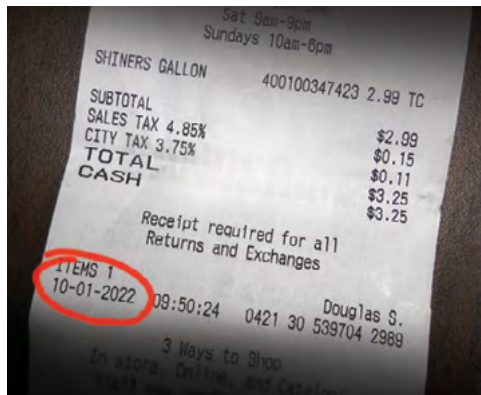 Sat 9am-9pm
Sundays 10am-6pm
SHINERS GALLON 400100347423 2.99 TC
SUBTOTAL $2.99
SALES TAX 4.85% $0.15
CITY TAX 3.75% $0.11
TOTAL $3.25
CASH $3.25
Receipt required for all
Returns and Exchanges
ITEMS 1 Douglas S.
10-01-2022 09:50:24 0421 30 539704 2989
3 Ways to Shop
In store, Online, and